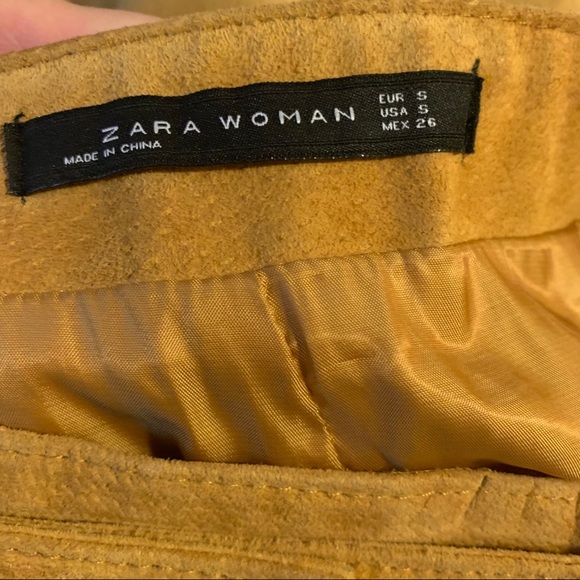 ZARA WOMAN
MADE IN CHINA
EUR S
USA S
MEX 26